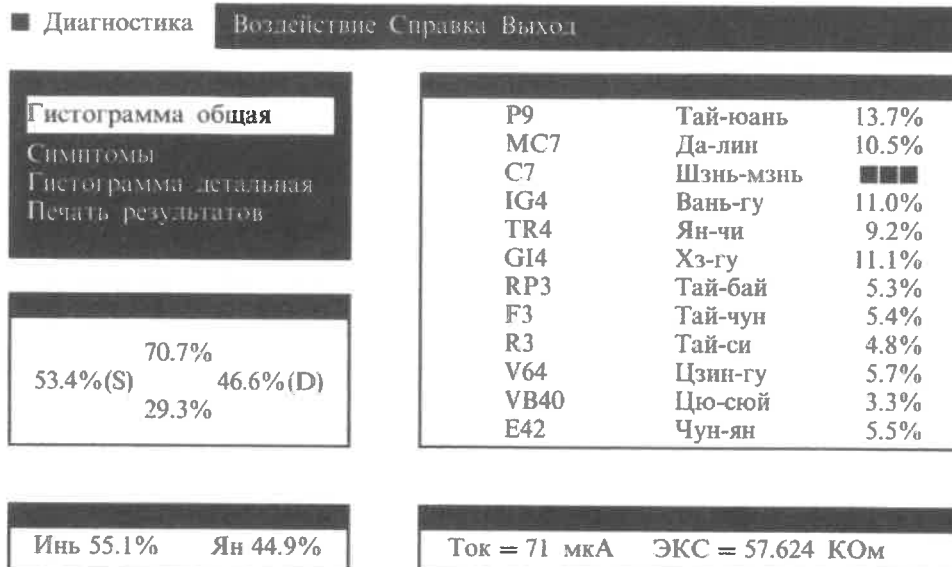 Диагностика Воздействие Справка Выход
Гистограмма общая
Симптомы
Гистограмма детальная
Печать результатов
70.7%
53.4%(S) 46.6%(D)
29.3%
Инь 55.1% Ян 44.9%
P9 Тай-юань 13.7%
MC7 Да-лин 10.5%
C7 Шзнь-мзнь
IG4 Вань-гу 11.0%
TR4 Ян-чи 9.2%
GI4 Хз-гу 11.1%
RP3 Тай-бай 5.3%
F3 Тай-чун 5.4%
R3 Тай-си 4.8%
V64 Цзин-гу 5.7%
VB40 Цю-сюй 3.3%
E42 Чун-ян 5.5%
Ток = 71 мкА ЭКС = 57.624 КОм